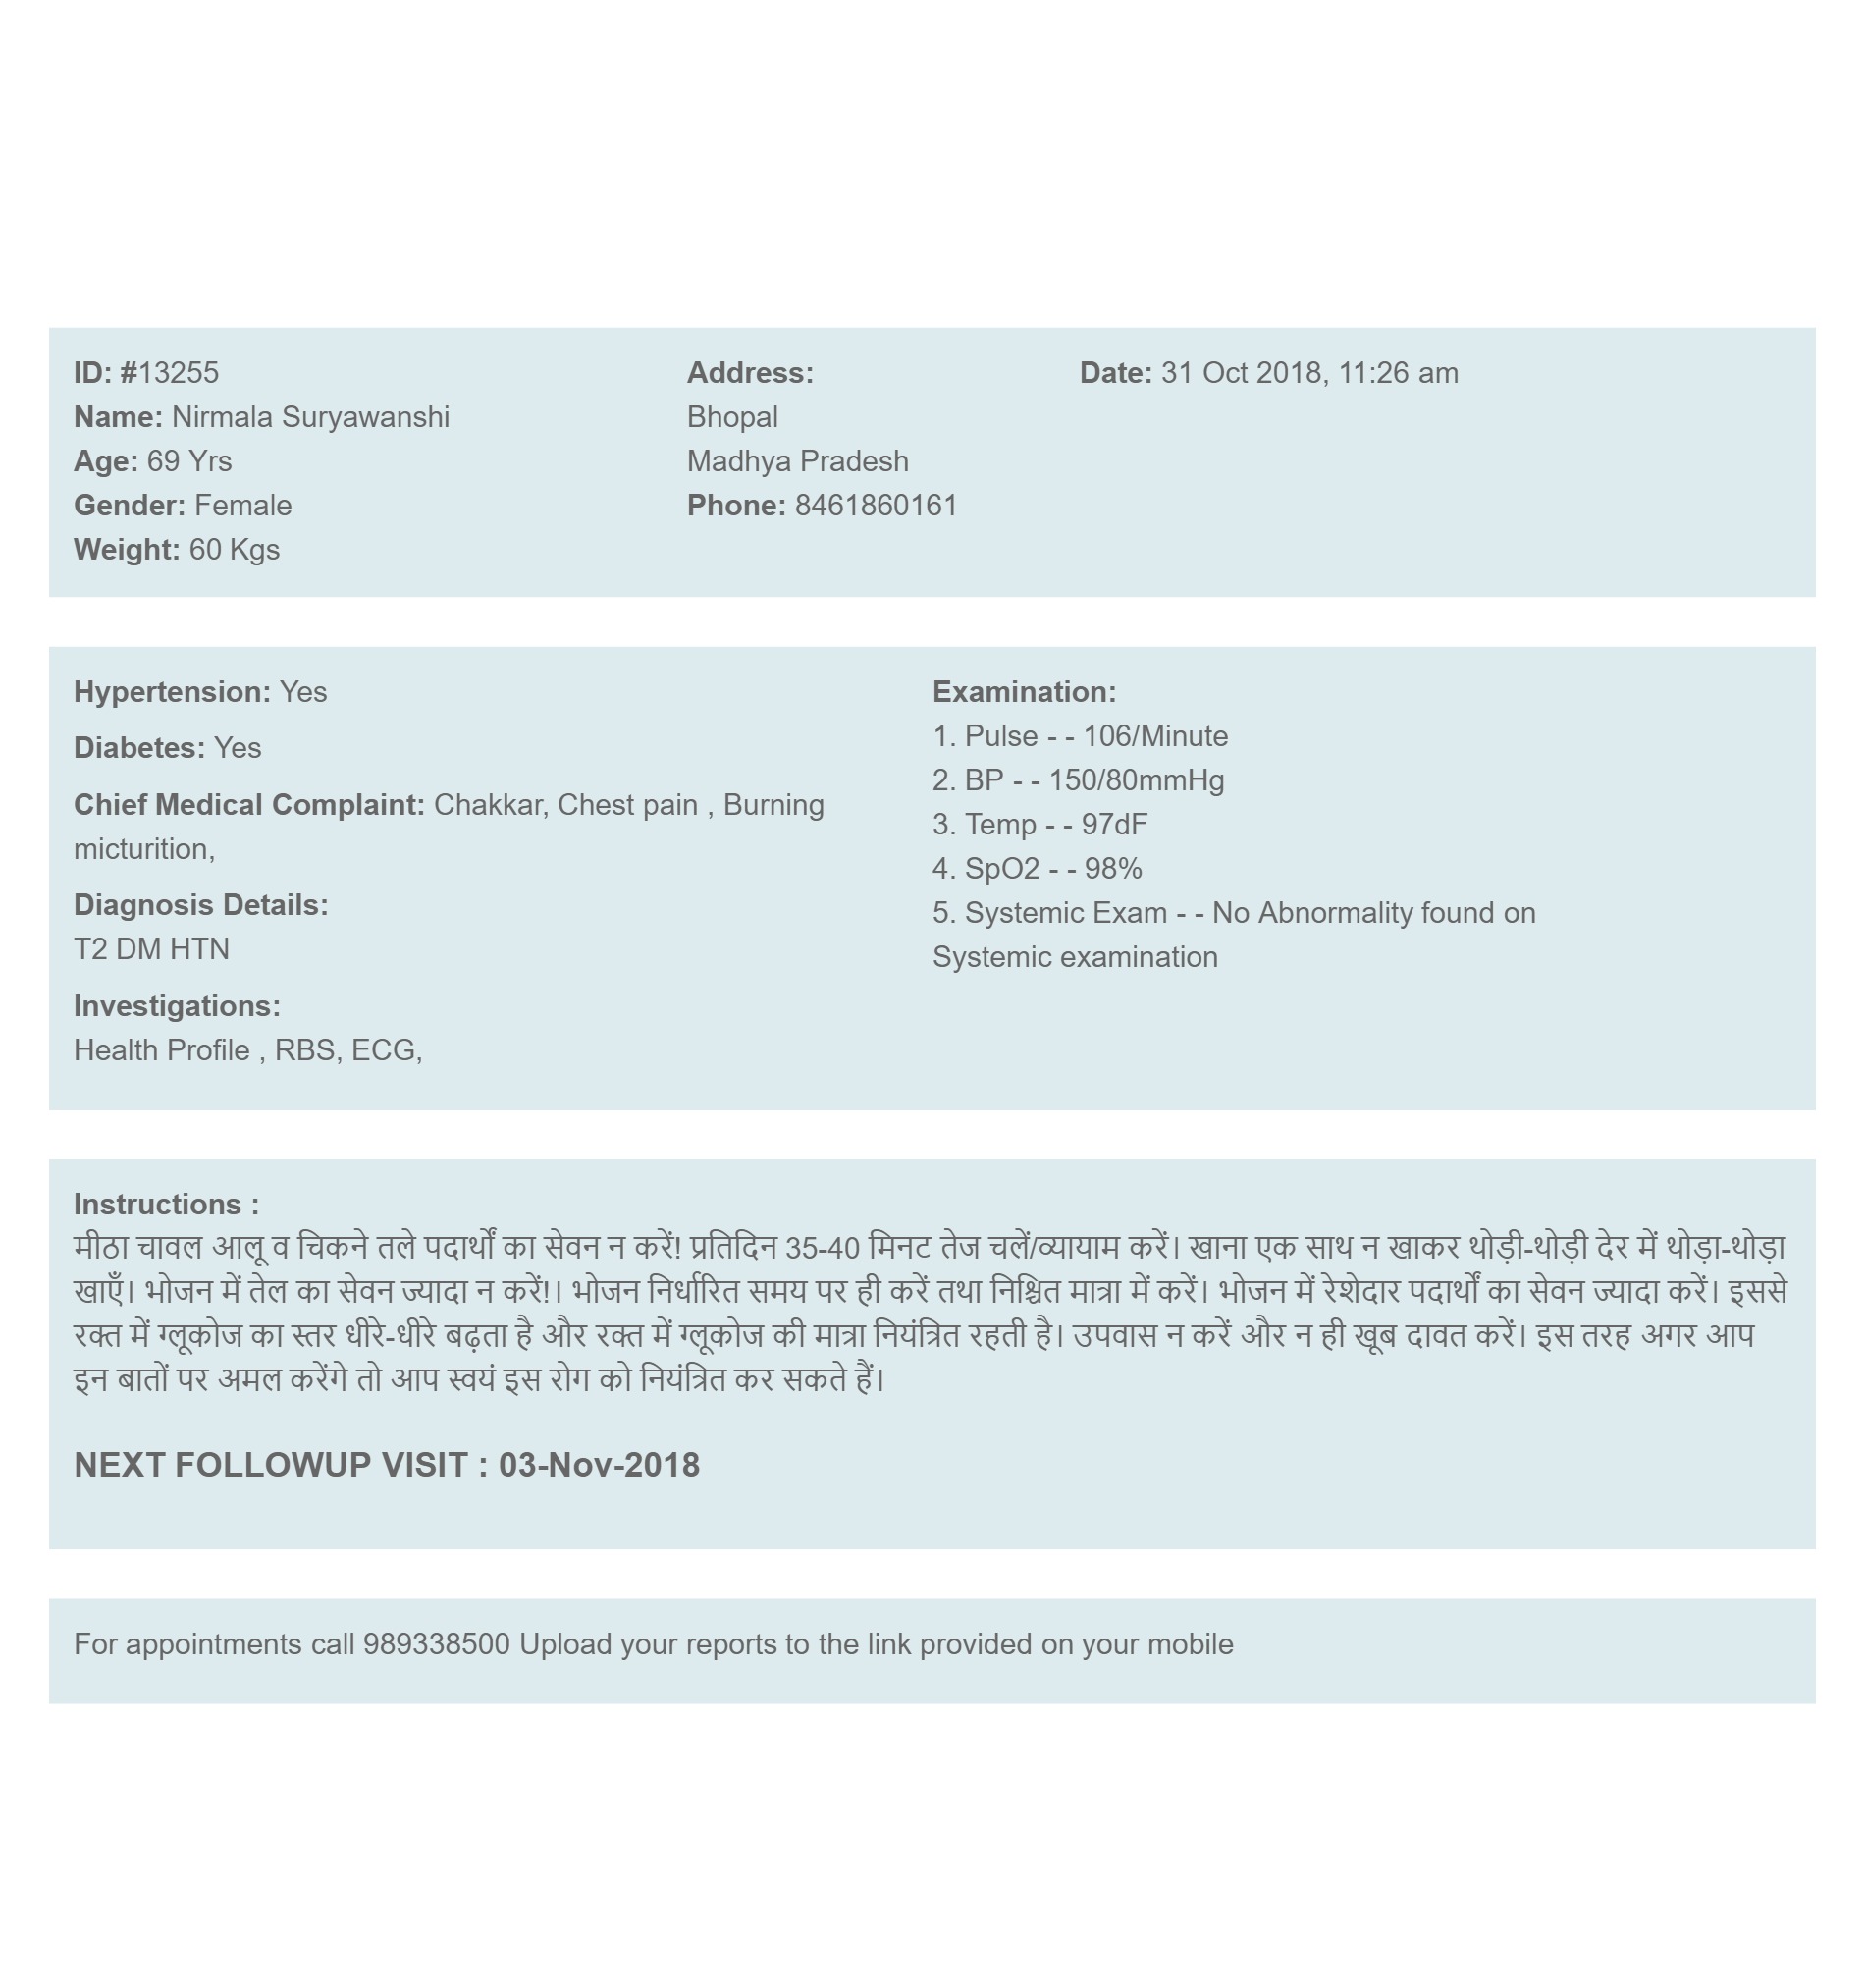 ID: #13255
Name: Nirmala Suryawanshi
Age: 69 Yrs
Gender: Female
Weight: 60 Kgs
Address:
Bhopal
Madhya Pradesh
Phone: 8461860161
Date: 31 Oct 2018, 11:26 am
Hypertension: Yes
Diabetes: Yes
Chief Medical Complaint: Chakkar, Chest pain , Burning
micturition,
Diagnosis Details:
T2 DM HTN
Investigations:
Health Profile , RBS, ECG,
Examination:
1. Pulse - - 106/Minute
2. BP - - 150/80mmHg
3. Temp - - 97dF
4. SpO2 - - 98%
5. Systemic Exam - - No Abnormality found on
Systemic examination
Instructions :
मीठा चावल आलू व चिकने तले पदार्थों का सेवन न करें! प्रतिदिन 35-40 मिनट तेज चलें/व्यायाम करें। खाना एक साथ न खाकर थोड़ी-थोड़ी देर में थोड़ा-थोड़ा
खाएँ। भोजन में तेल का सेवन ज्यादा न करें!। भोजन निर्धारित समय पर ही करें तथा निश्चित मात्रा में करें। भोजन में रेशेदार पदार्थों का सेवन ज्यादा करें। इससे
रक्त में ग्लूकोज का स्तर धीरे-धीरे बढ़ता है और रक्त में ग्लूकोज की मात्रा नियंत्रित रहती है। उपवास न करें और न ही खूब दावत करें। इस तरह अगर आप
इन बातों पर अमल करेंगे तो आप स्वयं इस रोग को नियंत्रित कर सकते हैं।
NEXT FOLLOWUP VISIT : 03-Nov-2018
For appointments call 989338500 Upload your reports to the link provided on your mobile